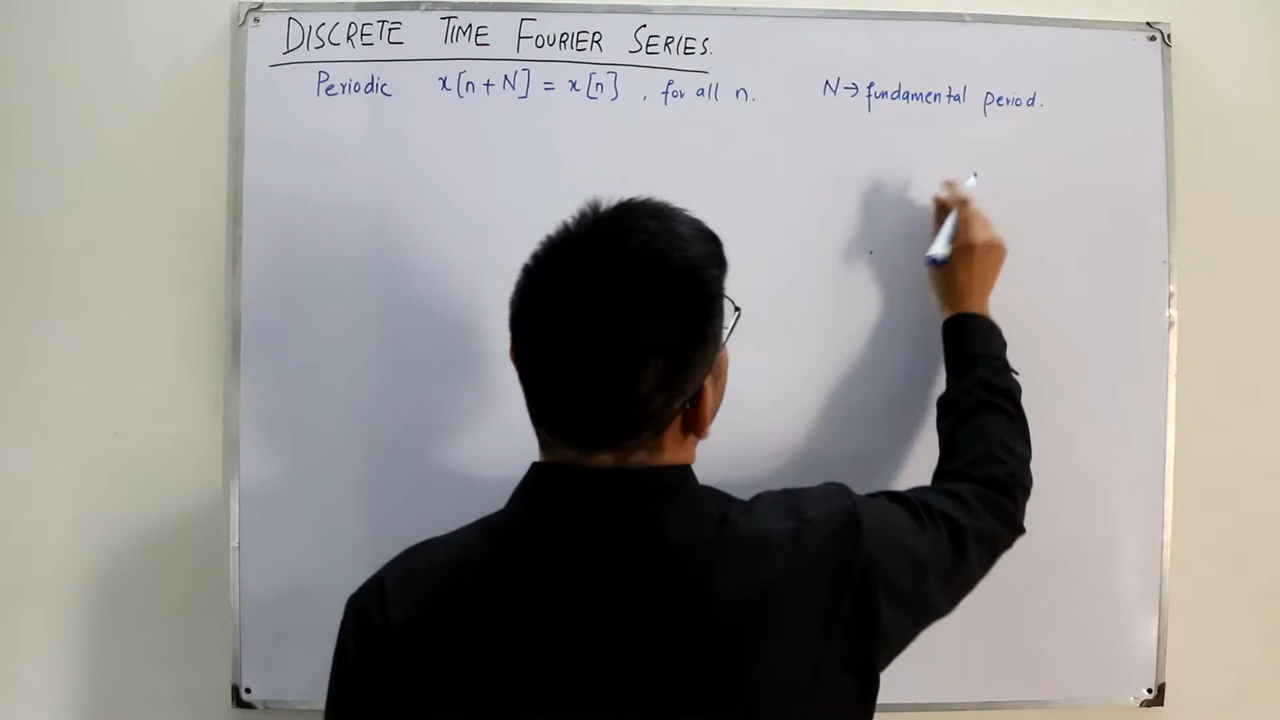 DISCRETE TIME FOURIER SERIES.
Periodic x[n + N] = x[n] , for all n. N → fundamental period.